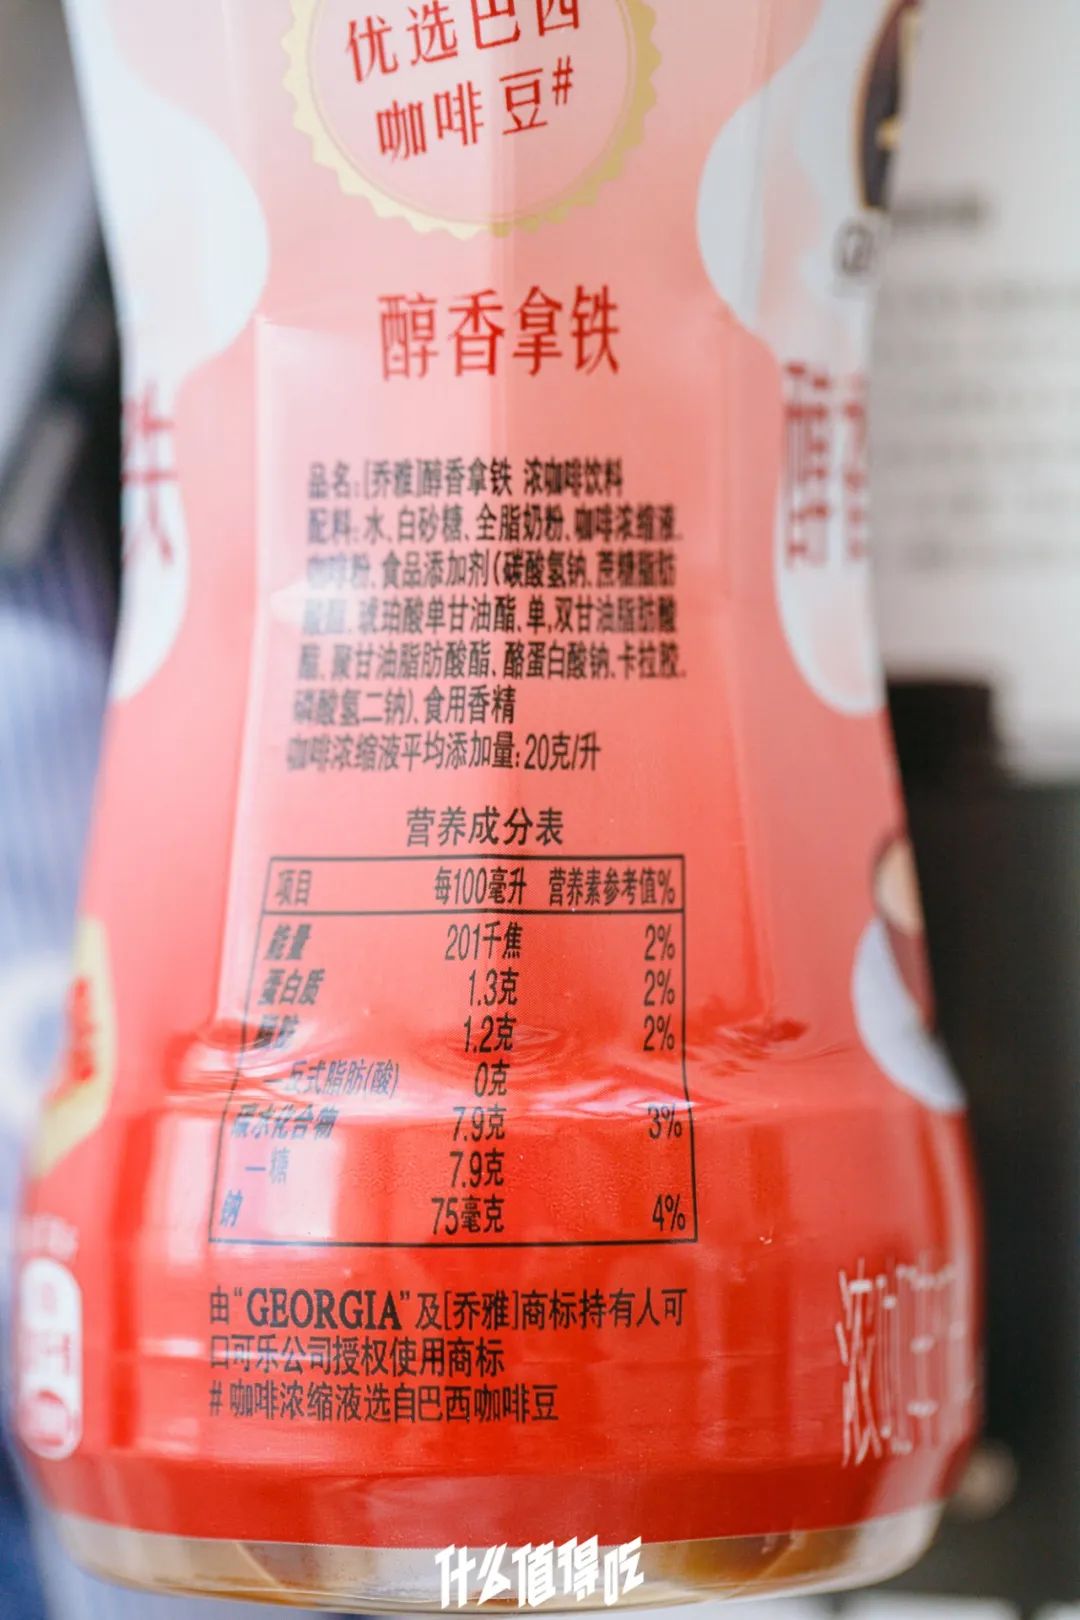 优选巴西
咖啡豆#
醇香拿铁
品名:[乔雅]醇香拿铁 浓咖啡饮料
配料:水、白砂糖、全脂奶粉、咖啡浓缩液、
咖啡粉、食品添加剂(碳酸氢钠、蔗糖脂肪
酸酯、琥珀酸单甘油酯、单,双甘油脂肪酸
酯、聚甘油脂肪酸酯、酪蛋白酸钠、卡拉胶、
磷酸氢二钠)、食用香精
咖啡浓缩液平均添加量:20克/升
营养成分表
项目 每100毫升 营养素参考值%
能量 201千焦 2%
蛋白质 1.3克 2%
脂肪 1.2克 2%
—反式脂肪(酸) 0克
碳水化合物 7.9克 3%
—糖 7.9克
钠 75毫克 4%
由“GEORGIA”及[乔雅]商标持有人可
口可乐公司授权使用商标
# 咖啡浓缩液选自巴西咖啡豆
铁
醇
浓咖
什么值得吃